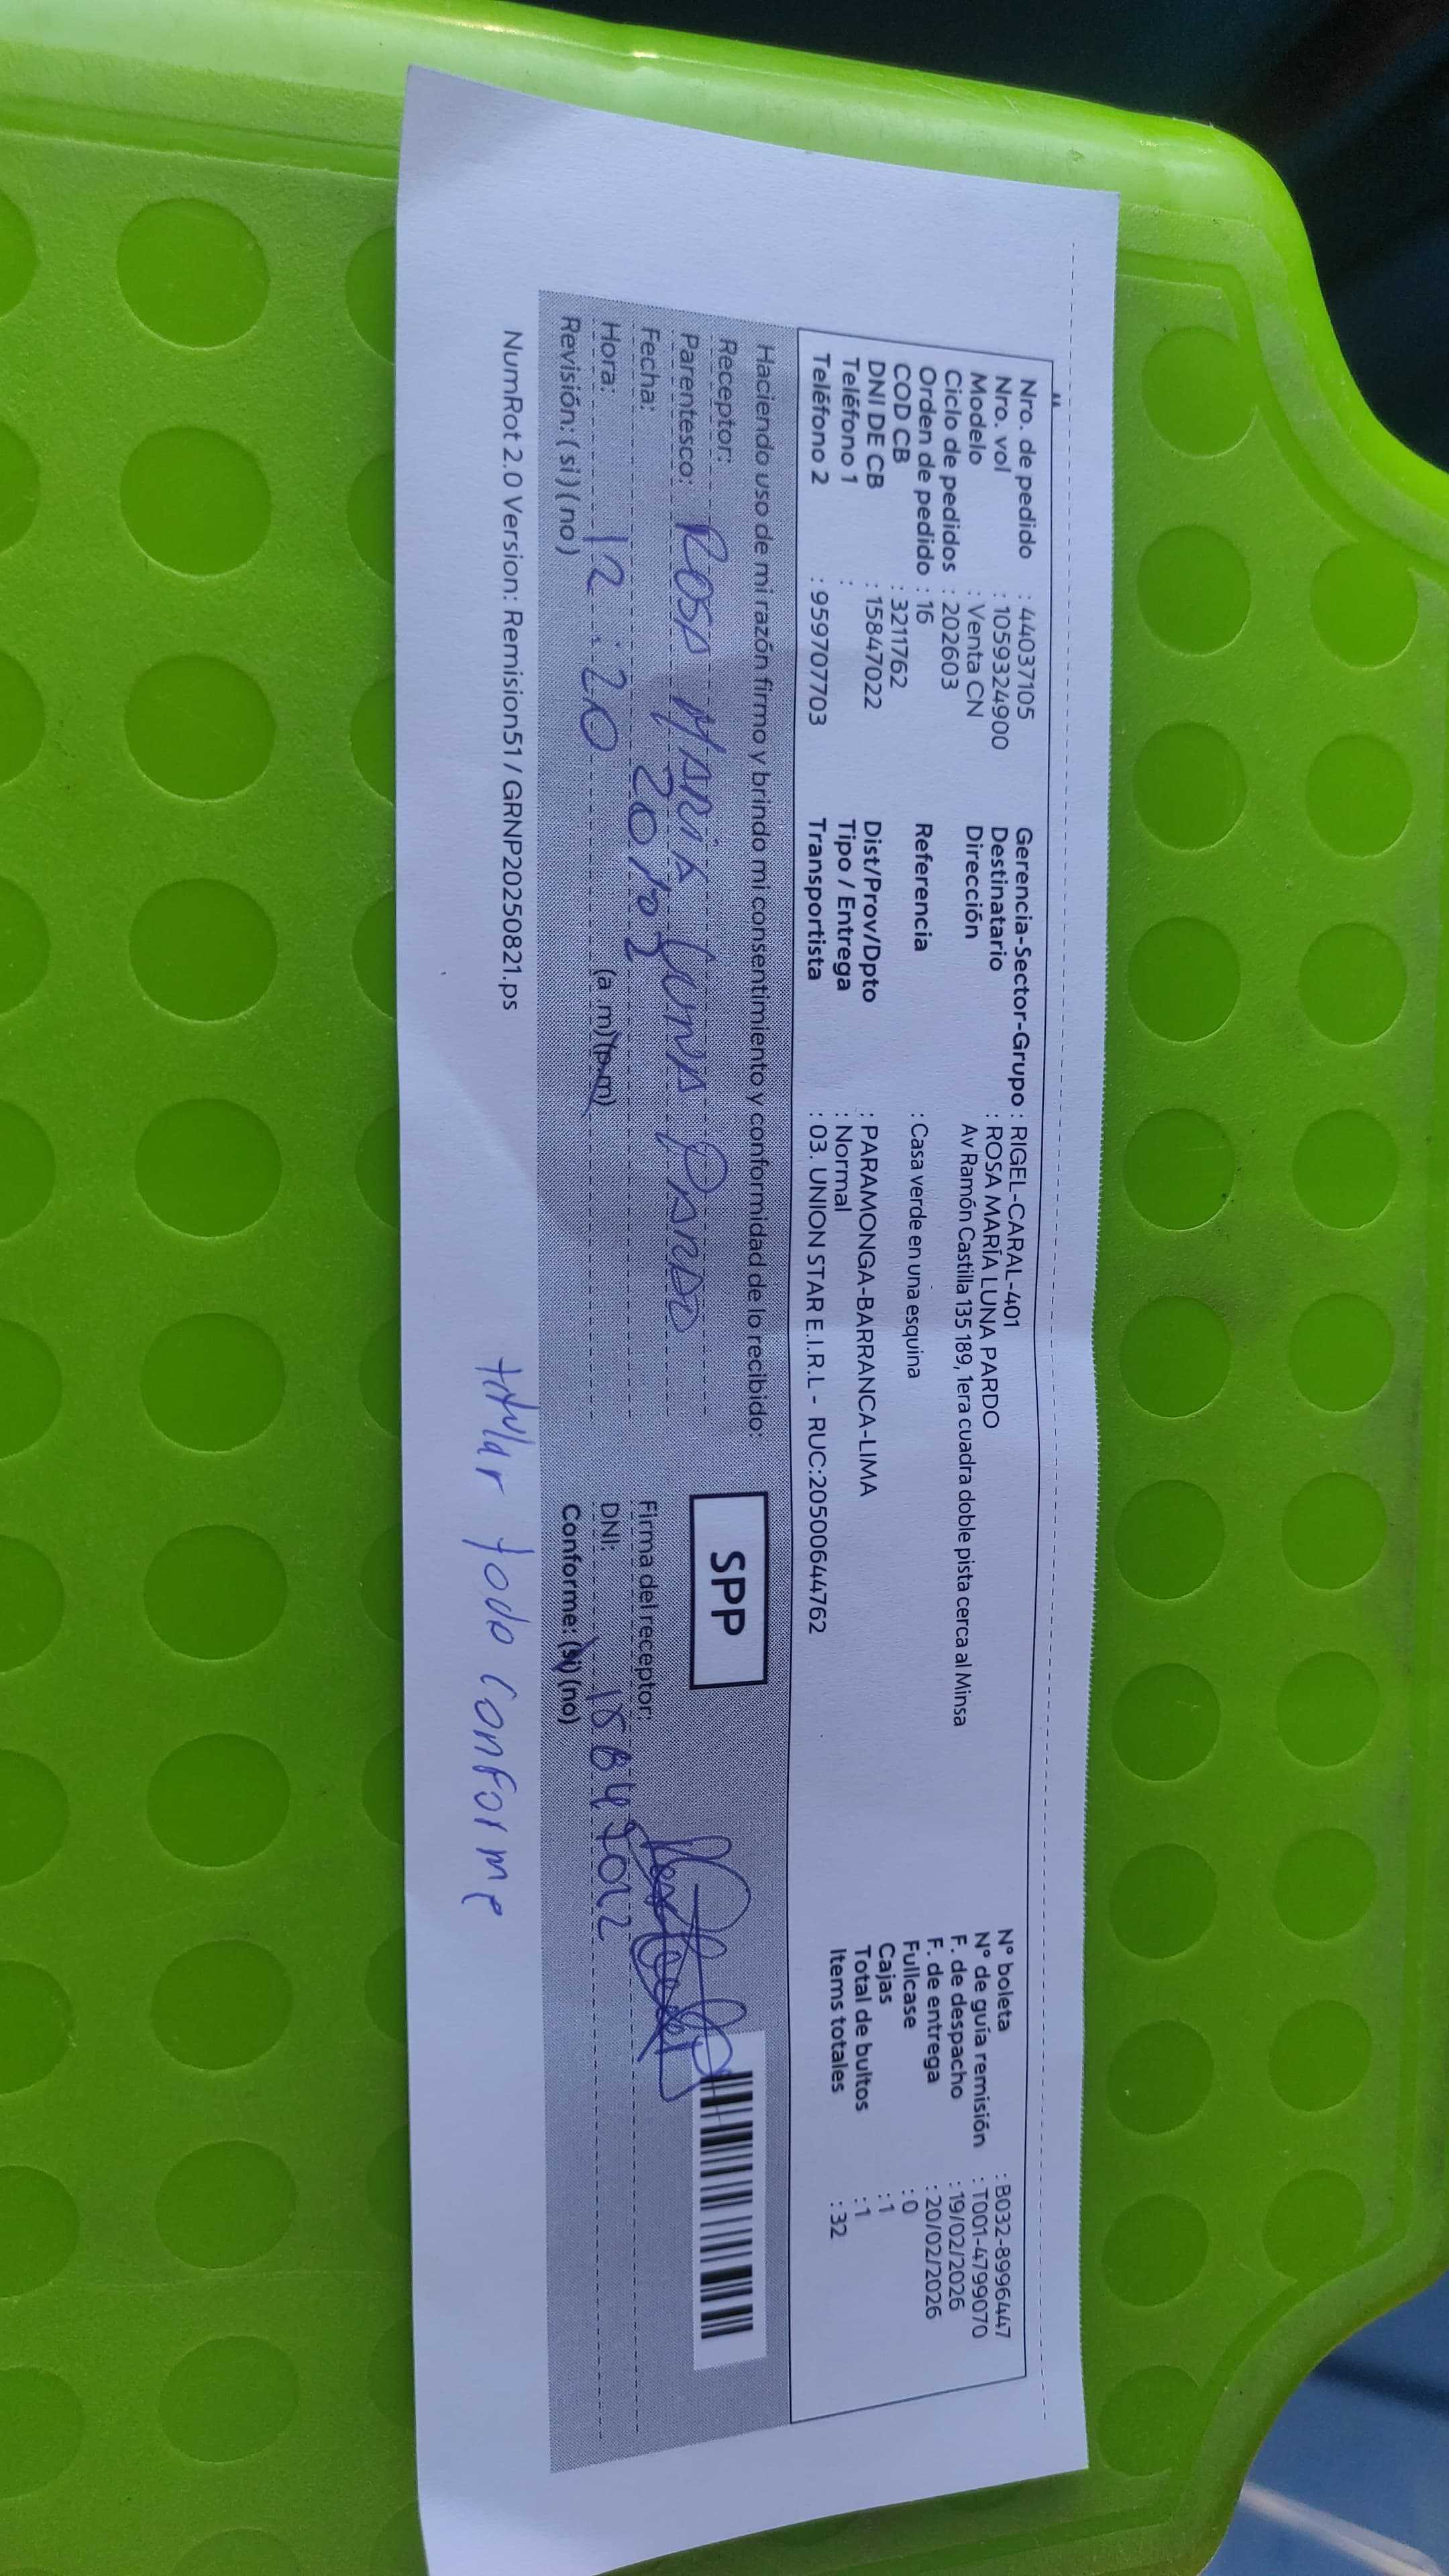 Nro. de pedido : 44037105
Nro. vol : 1059324900
Modelo : Venta CN
Ciclo de pedidos : 202603
Orden de pedido : 16
COD CB : 3211762
DNI DE CB : 15847022
Teléfono 1 :
Teléfono 2 : 959707703
Gerencia-Sector-Grupo : RIGEL-CARAL-401
Destinatario : ROSA MARÍA LUNA PARDO
Dirección Av Ramón Castilla 135 189, 1era cuadra doble pista cerca al Minsa
Referencia : Casa verde en una esquina
Dist/Prov/Dpto : PARAMONGA-BARRANCA-LIMA
Tipo / Entrega : Normal
Transportista : 03. UNION STAR E.I.R.L - RUC:20500644762
N° boleta : B032-8996447
N° de guía remisión : T001-4799070
F. de despacho : 19/02/2026
F. de entrega : 20/02/2026
Fullcase : 0
Cajas : 1
Total de bultos : 1
Items totales : 32
Haciendo uso de mi razón firmo y brindo mi consentimiento y conformidad de lo recibido:
Receptor:
Parentesco: ROSA MARIA LUNA PARDO
Fecha: 20/02
Hora: 12:20 (a .m) (p.m)
Revisión: (si) (no)
SPP
Firma del receptor:
DNI: 15847022
Conforme: (si) (no)
NumRot 2.0 Version: Remision51 / GRNP20250821.ps
titular todo conforme